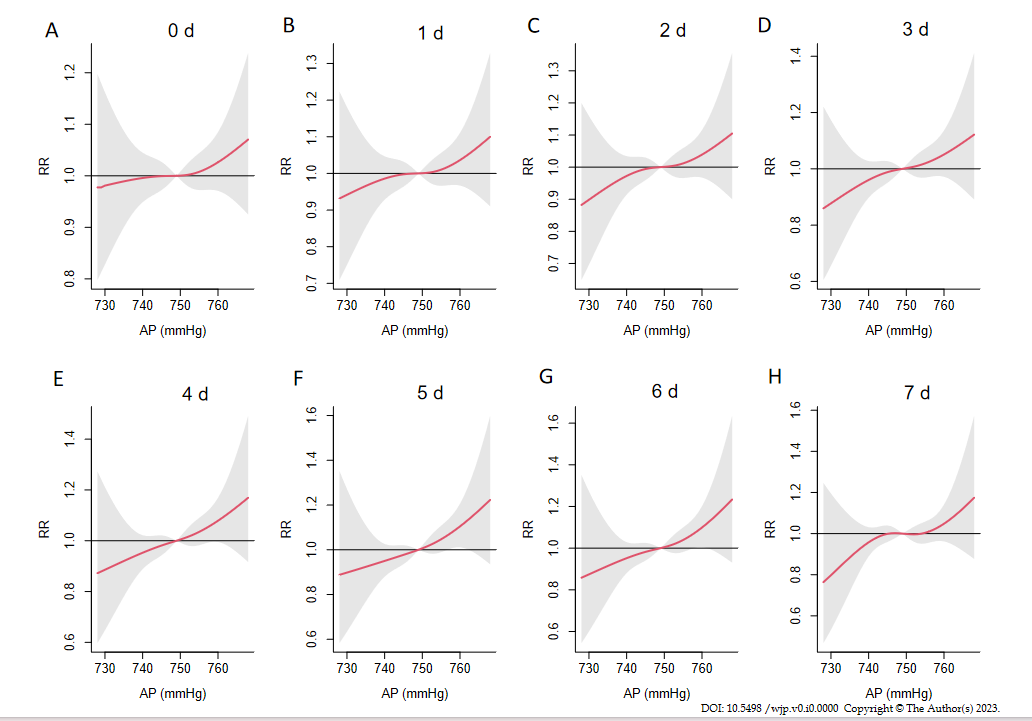 A 0 d
B 1 d
C 2 d
D 3 d
RR
1.2
1.1
1.0
0.9
0.8
730 740 750 760
AP (mmHg)
RR
1.3
1.2
1.1
1.0
0.9
0.8
0.7
730 740 750 760
AP (mmHg)
RR
1.3
1.2
1.1
1.0
0.9
0.8
0.7
730 740 750 760
AP (mmHg)
RR
1.4
1.2
1.0
0.8
0.6
730 740 750 760
AP (mmHg)
E 4 d
F 5 d
G 6 d
H 7 d
RR
1.4
1.2
1.0
0.8
0.6
730 740 750 760
AP (mmHg)
RR
1.6
1.4
1.2
1.0
0.8
0.6
730 740 750 760
AP (mmHg)
RR
1.6
1.4
1.2
1.0
0.8
0.6
730 740 750 760
AP (mmHg)
RR
1.6
1.4
1.2
1.0
0.8
0.6
730 740 750 760
AP (mmHg)
DOI: 10.5498 /wjp.v0.i0.0000 Copyright © The Author(s) 2023.